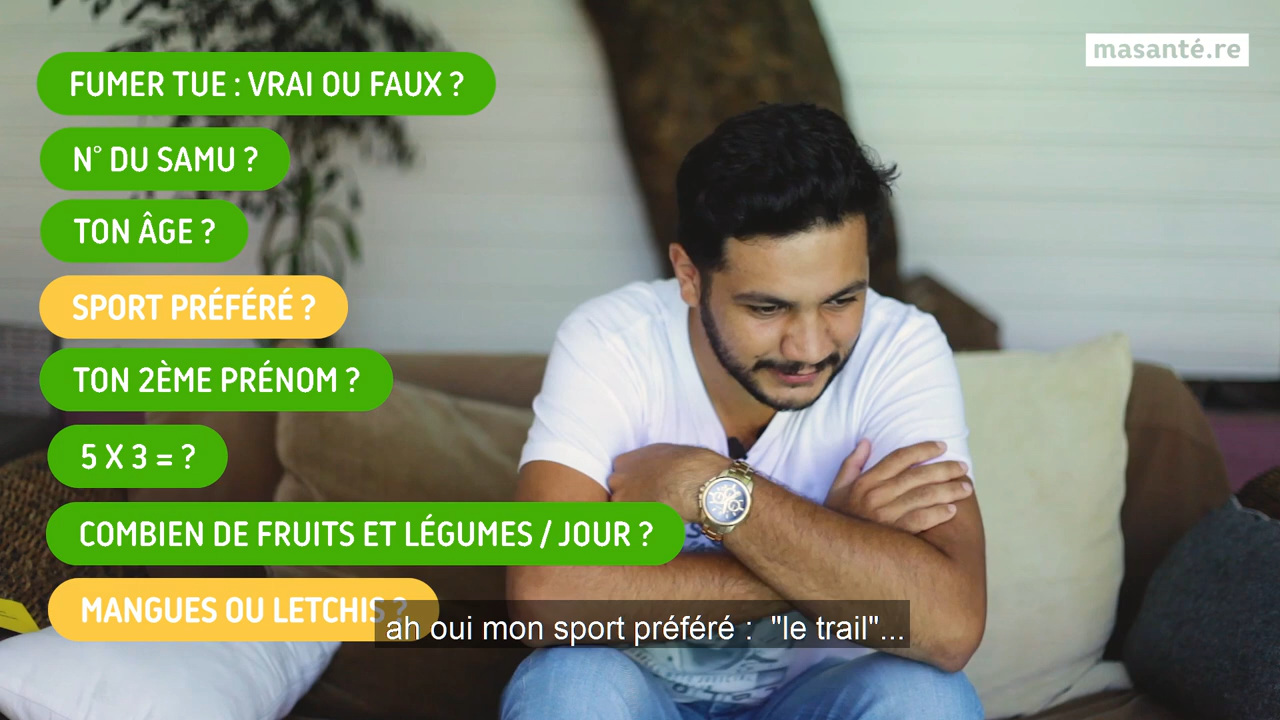 masanté.re
FUMER TUE : VRAI OU FAUX ?
N° DU SAMU ?
TON ÂGE ?
SPORT PRÉFÉRÉ ?
TON 2ÈME PRÉNOM ?
5 X 3 = ?
COMBIEN DE FRUITS ET LÉGUMES / JOUR ?
MANGUES OU LETCHIS ?
ah oui mon sport préféré : "le trail"...